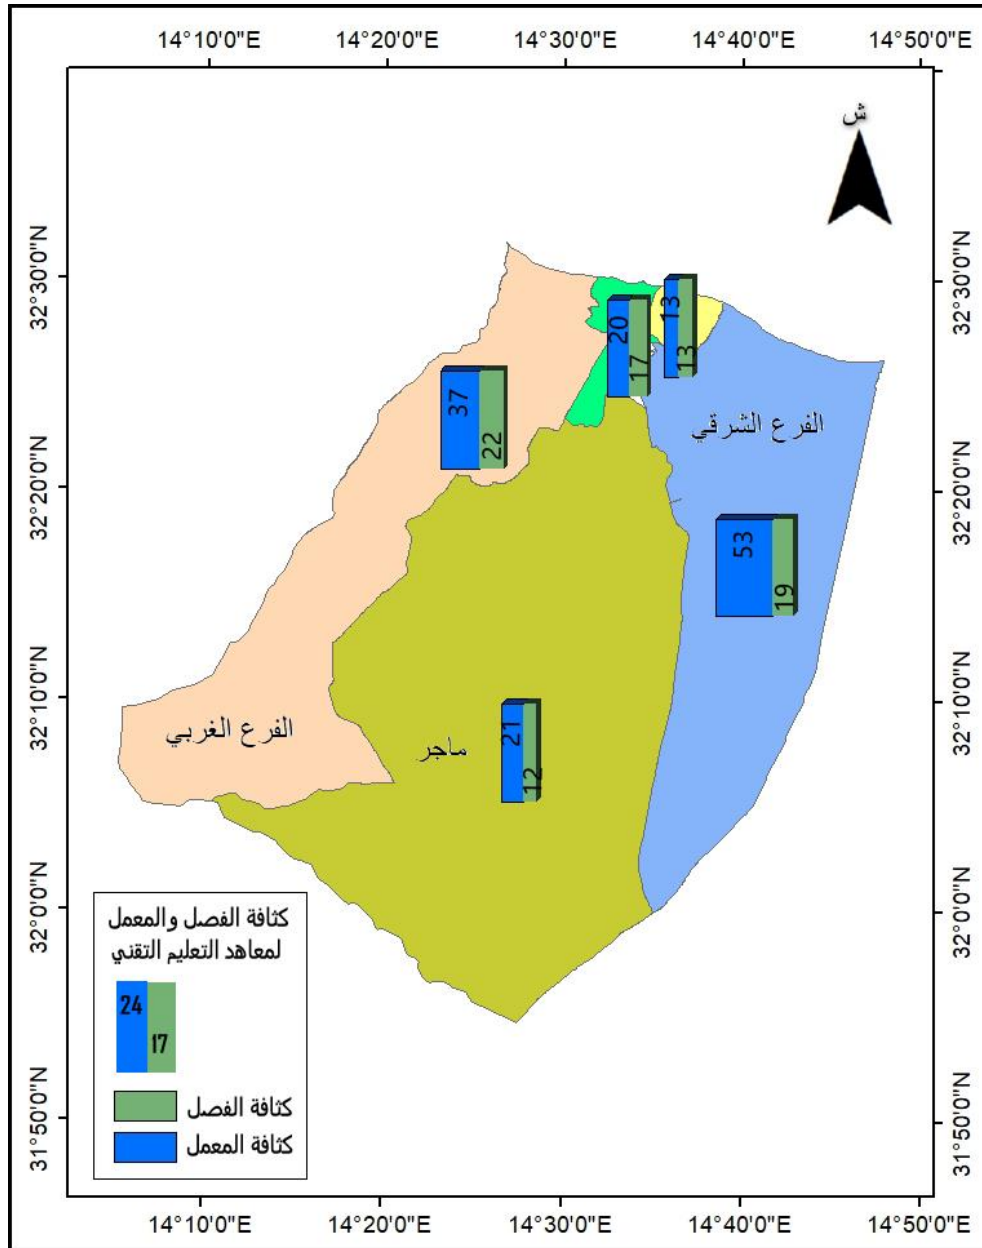 14°10'0"E 14°20'0"E 14°30'0"E 14°40'0"E 14°50'0"E
ش
32°30'0"N
32°30'0"N
20
17
13
13
37
22
الفرع الشرقي
32°20'0"N
32°20'0"N
53
19
32°10'0"N
32°10'0"N
الفرع الغربي
ماجر
21
12
32°0'0"N
32°0'0"N
كثافة الفصل والمعمل
لمعاهد التعليم التقني
24
17
كثافة الفصل
كثافة المعمل
31°50'0"N
31°50'0"N
14°10'0"E 14°20'0"E 14°30'0"E 14°40'0"E 14°50'0"E